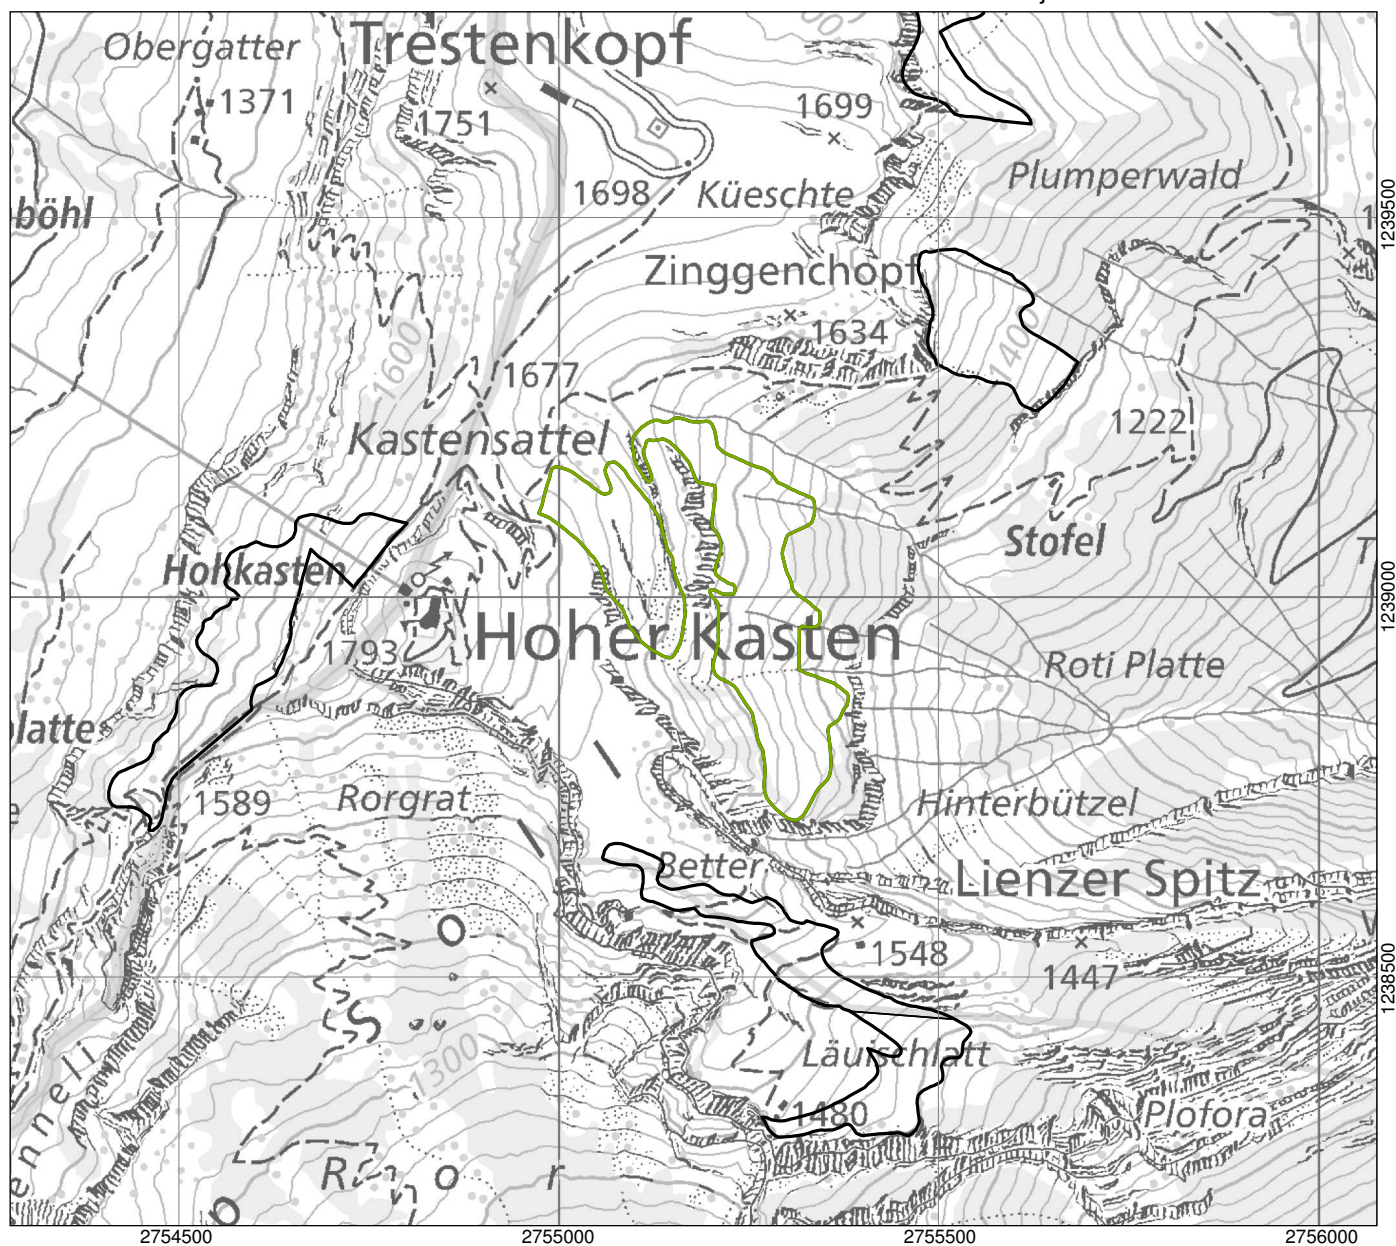 Trestenkopf
Obergatter
1371
1751
1699
1698
Küeschte
Plumperwald
böhl
1239500
Zinggenchopf
1634
1400
1600
1677
1222
Kastensattel
Stofel
Hohkasten
1239000
Hoher Kasten
1793
Roti Platte
latte
1589
Rorgrat
Hinterbützel
Better
Lienzer Spitz
1548
1447
1238500
Läuischlatt
1300
1480
Plofora
enneli
R o r
2754500
2755000
2755500
2756000